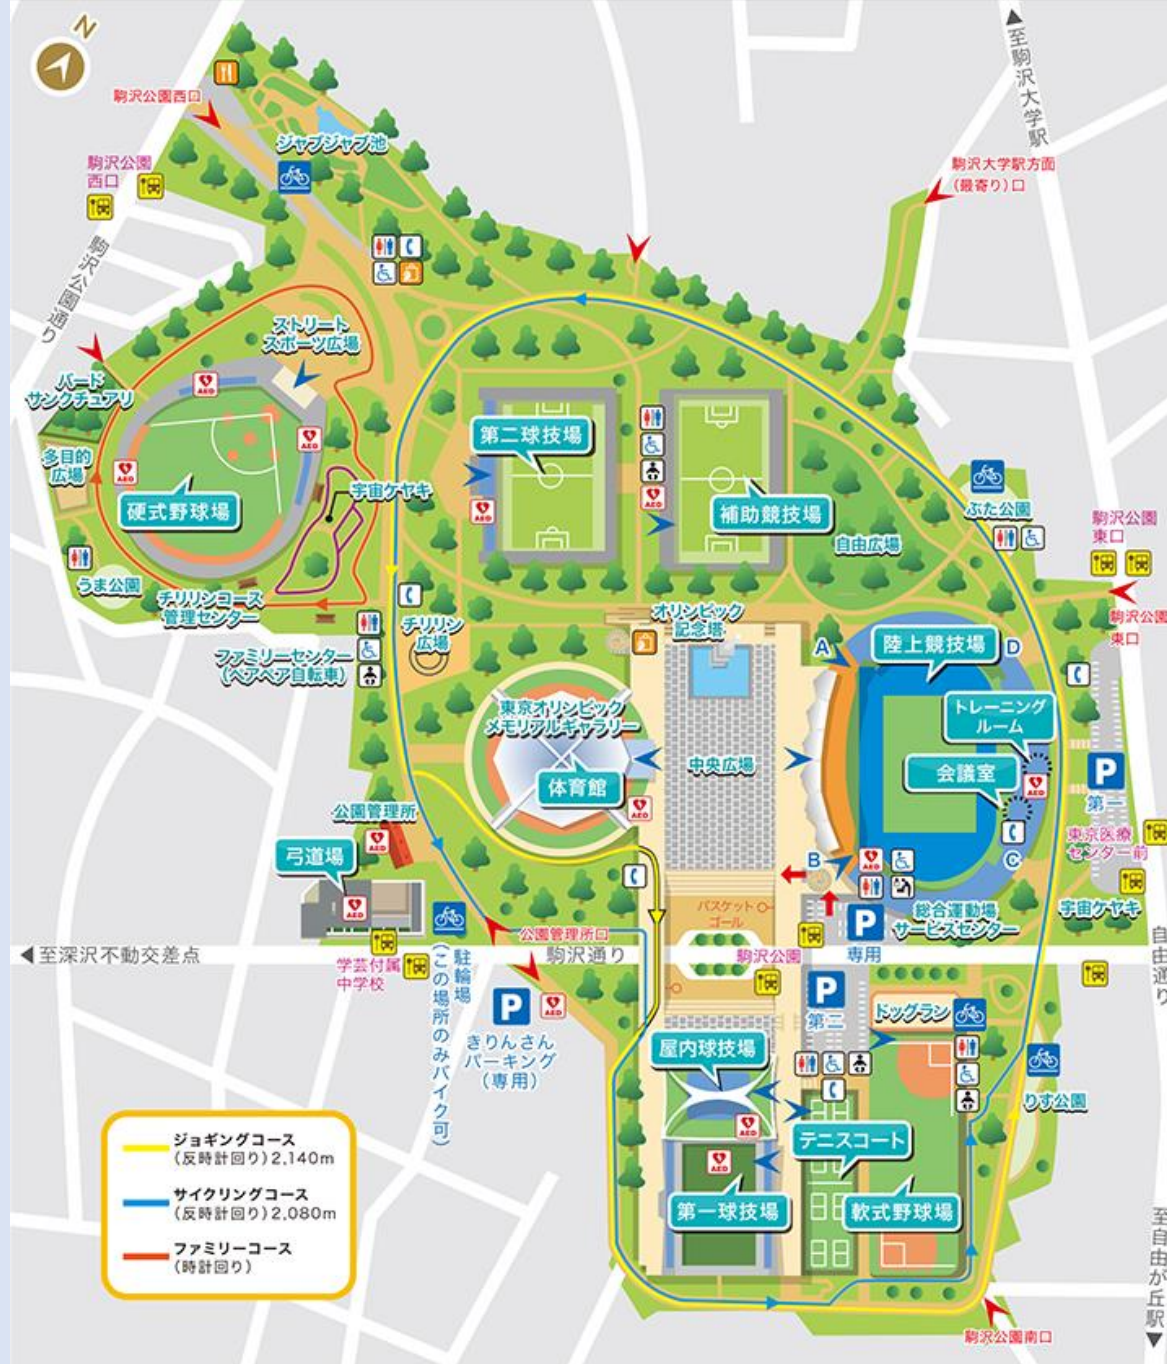 N
駒沢公園西口
ジャブジャブ池
駒沢公園
西口
駒沢公園通り
至駒沢大学駅
駒沢大学駅方面
(最寄り)口
ストリート
スポーツ広場
バード
サンクチュアリ
多目的
広場
AED
AED
AED
硬式野球場
宇宙ケヤキ
うま公園
チリリンコース
管理センター
第二球技場
AED
AED
補助競技場
自由広場
ぶた公園
駒沢公園
東口
駒沢公園
東口
ファミリーセンター
(ペアペア自転車)
チリリン
広場
オリンピック
記念塔
A
陸上競技場
D
トレーニング
ルーム
会議室
AED
東京オリンピック
メモリアルギャラリー
体育館
AED
中央広場
P
第一
東京医療
センター前
公園管理所
AED
弓道場
AED
B
AED
C
宇宙ケヤキ
総合運動場
サービスセンター
P
専用
バスケット
ゴール
公園管理所口
至深沢不動交差点
駒沢通り
駒沢公園
学芸付属
中学校
駐輪場
(この場所のみバイク可)
P
AED
きりんさん
パーキング
(専用)
P
第二
ドッグラン
自由通り
屋内球技場
AED
りす公園
テニスコート
AED
第一球技場
軟式野球場
至自由が丘駅
駒沢公園南口
ジョギングコース
(反時計回り)2,140m
サイクリングコース
(反時計回り)2,080m
ファミリーコース
(時計回り)